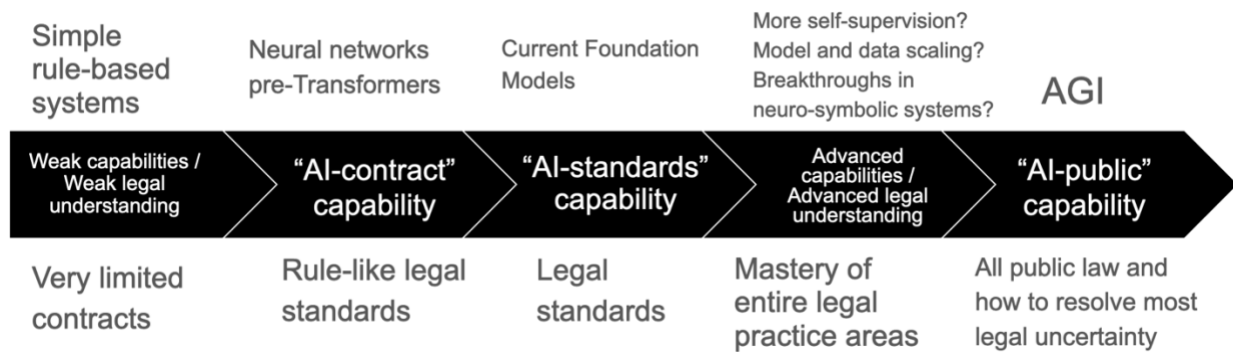 Simple
rule-based
systems
Neural networks
pre-Transformers
Current Foundation
Models
More self-supervision?
Model and data scaling?
Breakthroughs in
neuro-symbolic systems?
AGI
Weak capabilities /
Weak legal
understanding
“AI-contract”
capability
“AI-standards”
capability
Advanced
capabilities /
Advanced legal
understanding
“AI-public”
capability
Very limited
contracts
Rule-like legal
standards
Legal
standards
Mastery of
entire legal
practice areas
All public law and
how to resolve most
legal uncertainty